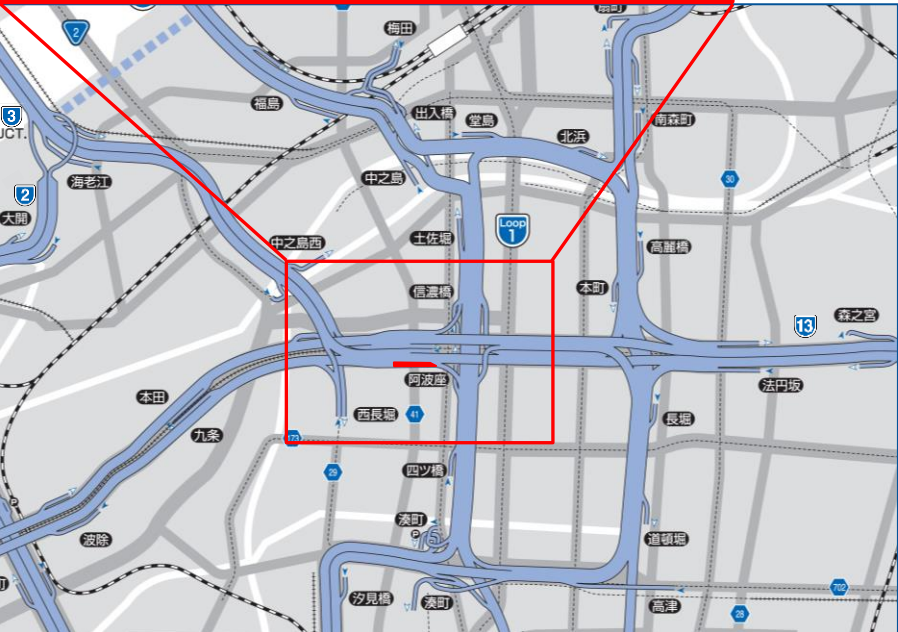 2
梅田
扇町
福島
3
出入橋
堂島
南森町
UCT.
北浜
30
海老江
中之島
2
大開
Loop
1
土佐堀
中之島西
高麗橋
信濃橋
本町
森之宮
13
阿波座
法円坂
本田
西長堀
41
長堀
九条
173
四ツ橋
29
P
湊町
P
波除
道頓堀
町
汐見橋
湊町
高津
702
28